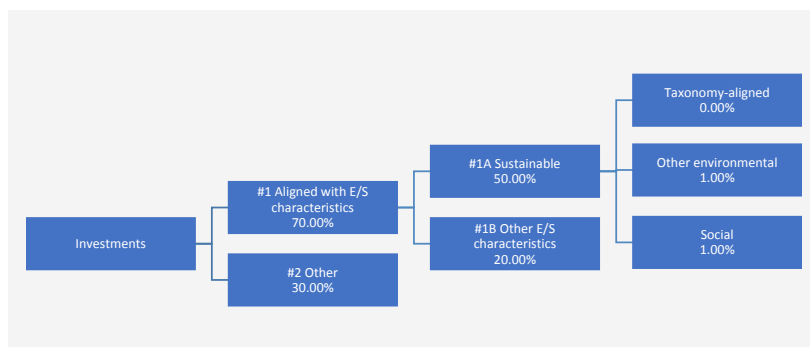 Investments
#1 Aligned with E/S
characteristics
70.00%
#2 Other
30.00%
#1A Sustainable
50.00%
#1B Other E/S
characteristics
20.00%
Taxonomy-aligned
0.00%
Other environmental
1.00%
Social
1.00%